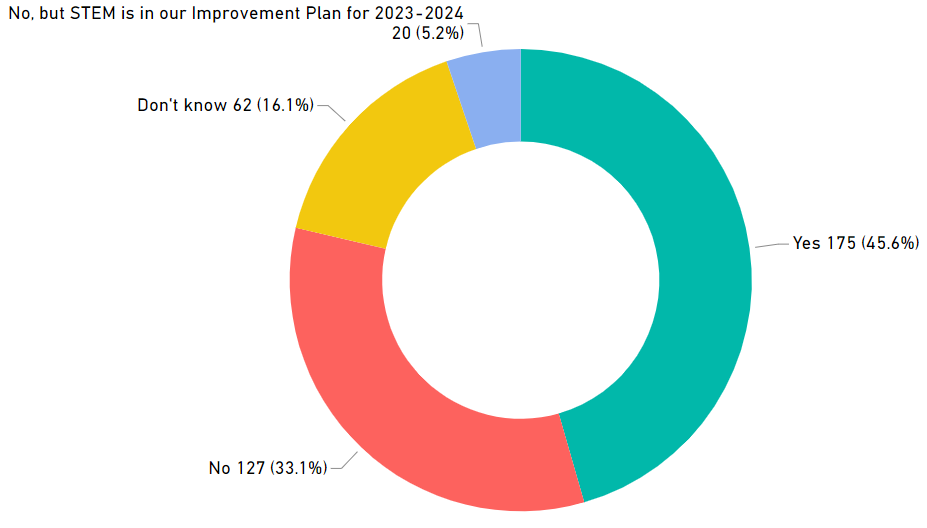 No, but STEM is in our Improvement Plan for 2023-2024
20 (5.2%)
Don't know 62 (16.1%)
Yes 175 (45.6%)
No 127 (33.1%)